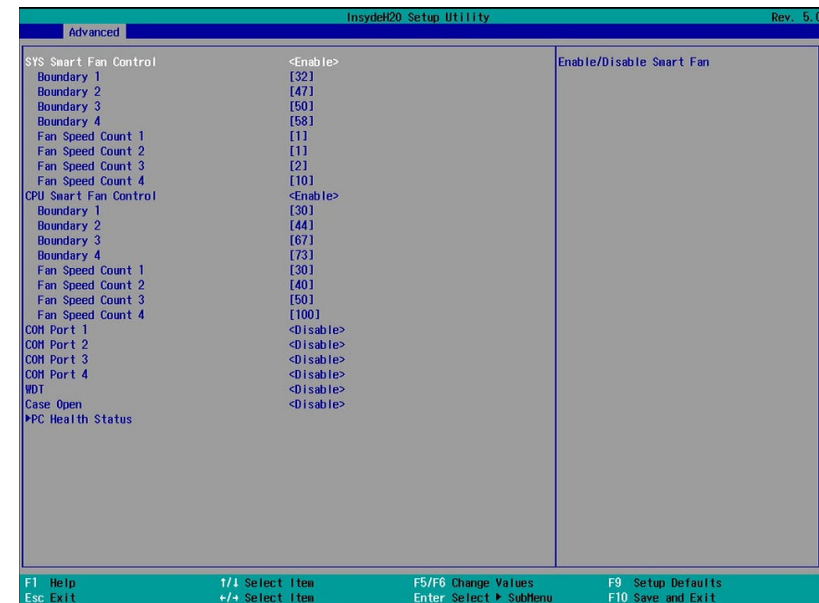 InsydeH20 Setup Utility Rev. 5.0
Advanced
SYS Smart Fan Control <Enable> Enable/Disable Smart Fan
Boundary 1 [32]
Boundary 2 [47]
Boundary 3 [50]
Boundary 4 [58]
Fan Speed Count 1 [1]
Fan Speed Count 2 [1]
Fan Speed Count 3 [2]
Fan Speed Count 4 [10]
CPU Smart Fan Control <Enable>
Boundary 1 [30]
Boundary 2 [44]
Boundary 3 [67]
Boundary 4 [73]
Fan Speed Count 1 [30]
Fan Speed Count 2 [40]
Fan Speed Count 3 [50]
Fan Speed Count 4 [100]
COM Port 1 <Disable>
COM Port 2 <Disable>
COM Port 3 <Disable>
COM Port 4 <Disable>
WDT <Disable>
Case Open <Disable>
▶PC Health Status
F1 Help ↑/↓ Select Item F5/F6 Change Values F9 Setup Defaults
Esc Exit ←/→ Select Item Enter Select ▶ SubMenu F10 Save and Exit